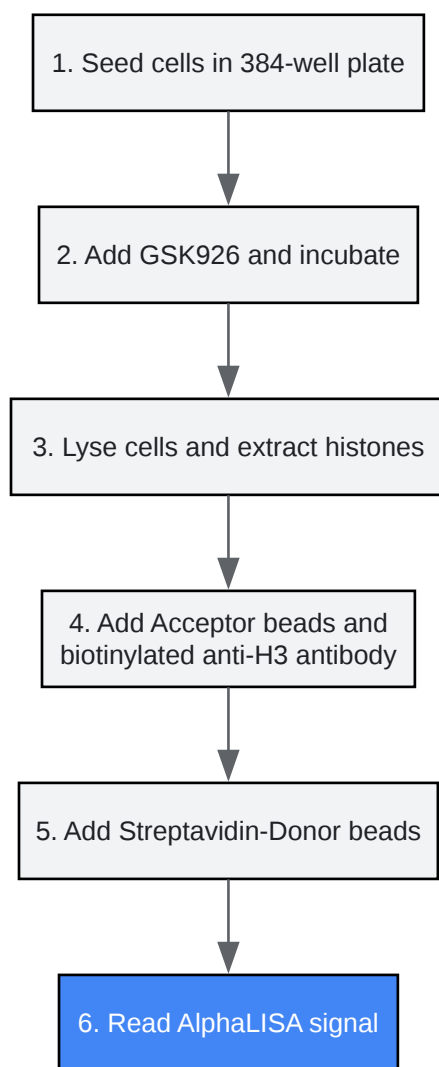 1. Seed cells in 384-well plate
2. Add GSK926 and incubate
3. Lyse cells and extract histones
4. Add Acceptor beads and
biotinylated anti-H3 antibody
5. Add Streptavidin-Donor beads
6. Read AlphaLISA signal